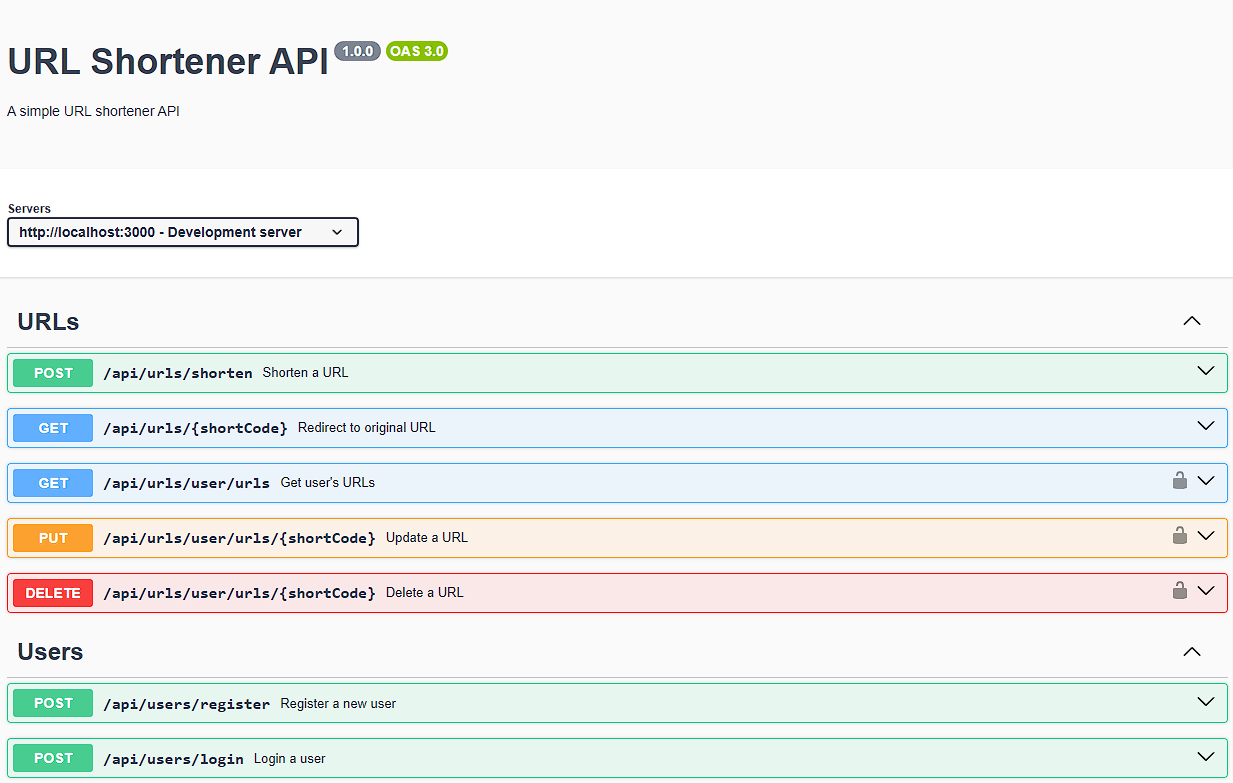 URL Shortener API 1.0.0 OAS 3.0
A simple URL shortener API
Servers
http://localhost:3000 - Development server
URLs
POST /api/urls/shorten Shorten a URL
GET /api/urls/{shortCode} Redirect to original URL
GET /api/urls/user/urls Get user's URLs
PUT /api/urls/user/urls/{shortCode} Update a URL
DELETE /api/urls/user/urls/{shortCode} Delete a URL
Users
POST /api/users/register Register a new user
POST /api/users/login Login a user